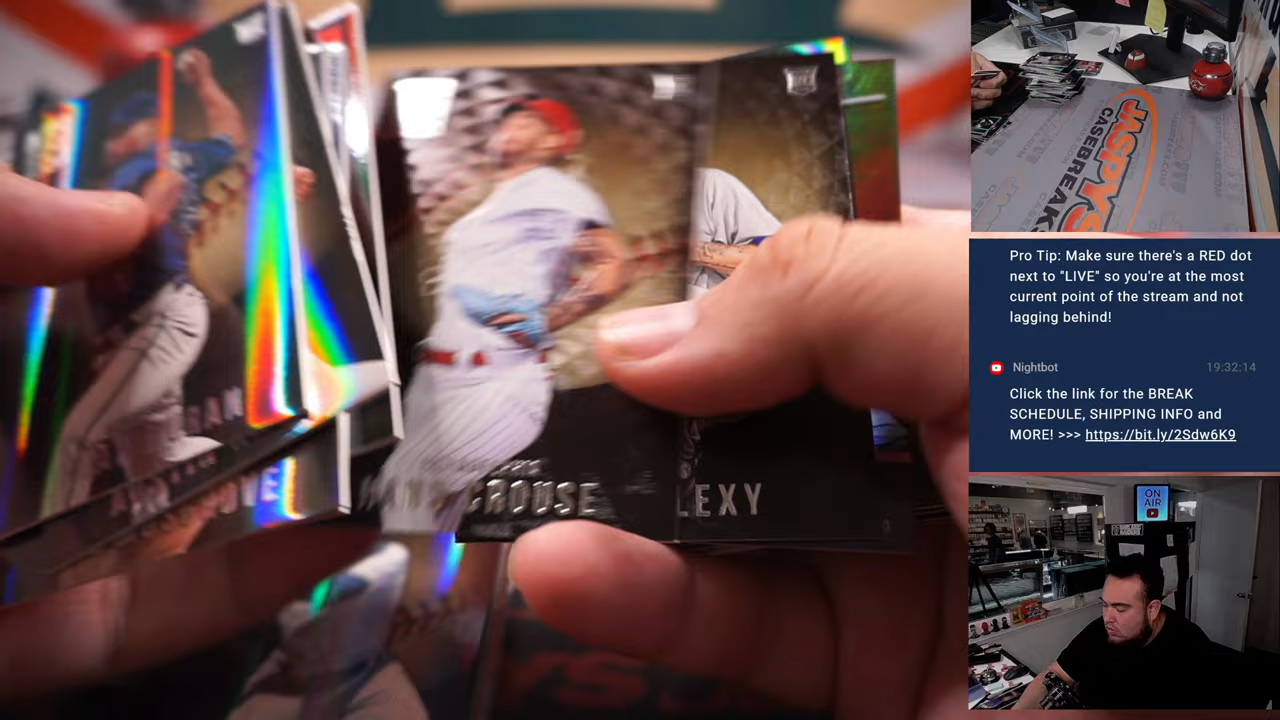 CROUSE
LEXY
JASPYS
CASEBREAK
Pro Tip: Make sure there's a RED dot
next to "LIVE" so you're at the most
current point of the stream and not
lagging behind!
Nightbot
19:32:14
Click the link for the BREAK
SCHEDULE, SHIPPING INFO and
MORE! >>> https://bit.ly/2Sdw6K9
ON
AIR